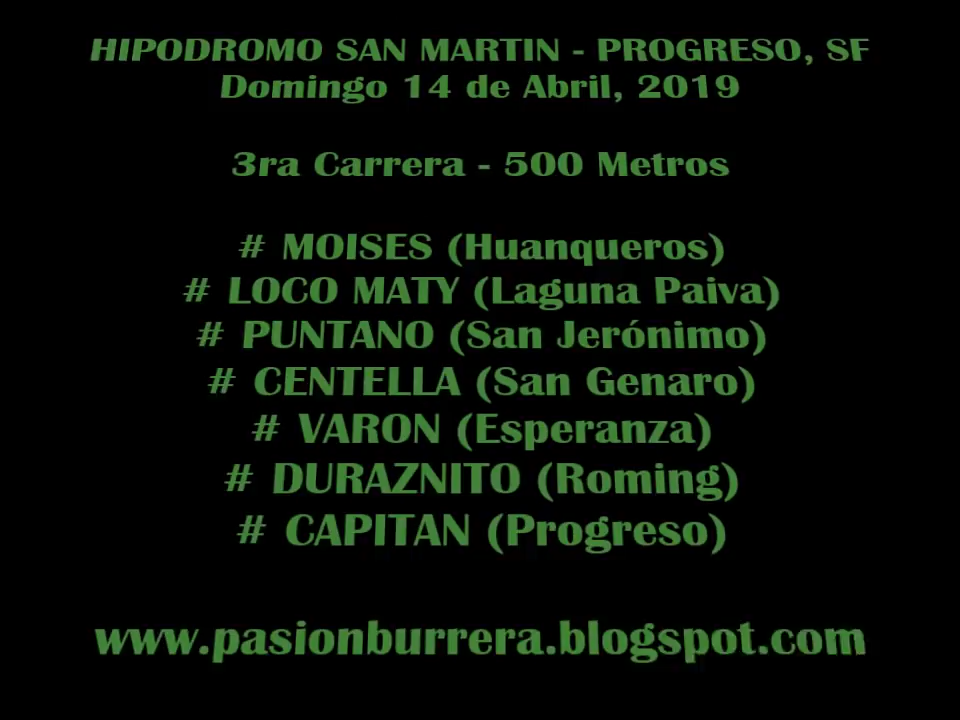 HIPODROMO SAN MARTIN - PROGRESO, SF
Domingo 14 de Abril, 2019
3ra Carrera - 500 Metros
# MOISES (Huanqueros)
# LOCO MATY (Laguna Paiva)
# PUNTANO (San Jerónimo)
# CENTELLA (San Genaro)
# VARON (Esperanza)
# DURAZNITO (Roming)
# CAPITAN (Progreso)
www.pasionburrera.blogspot.com